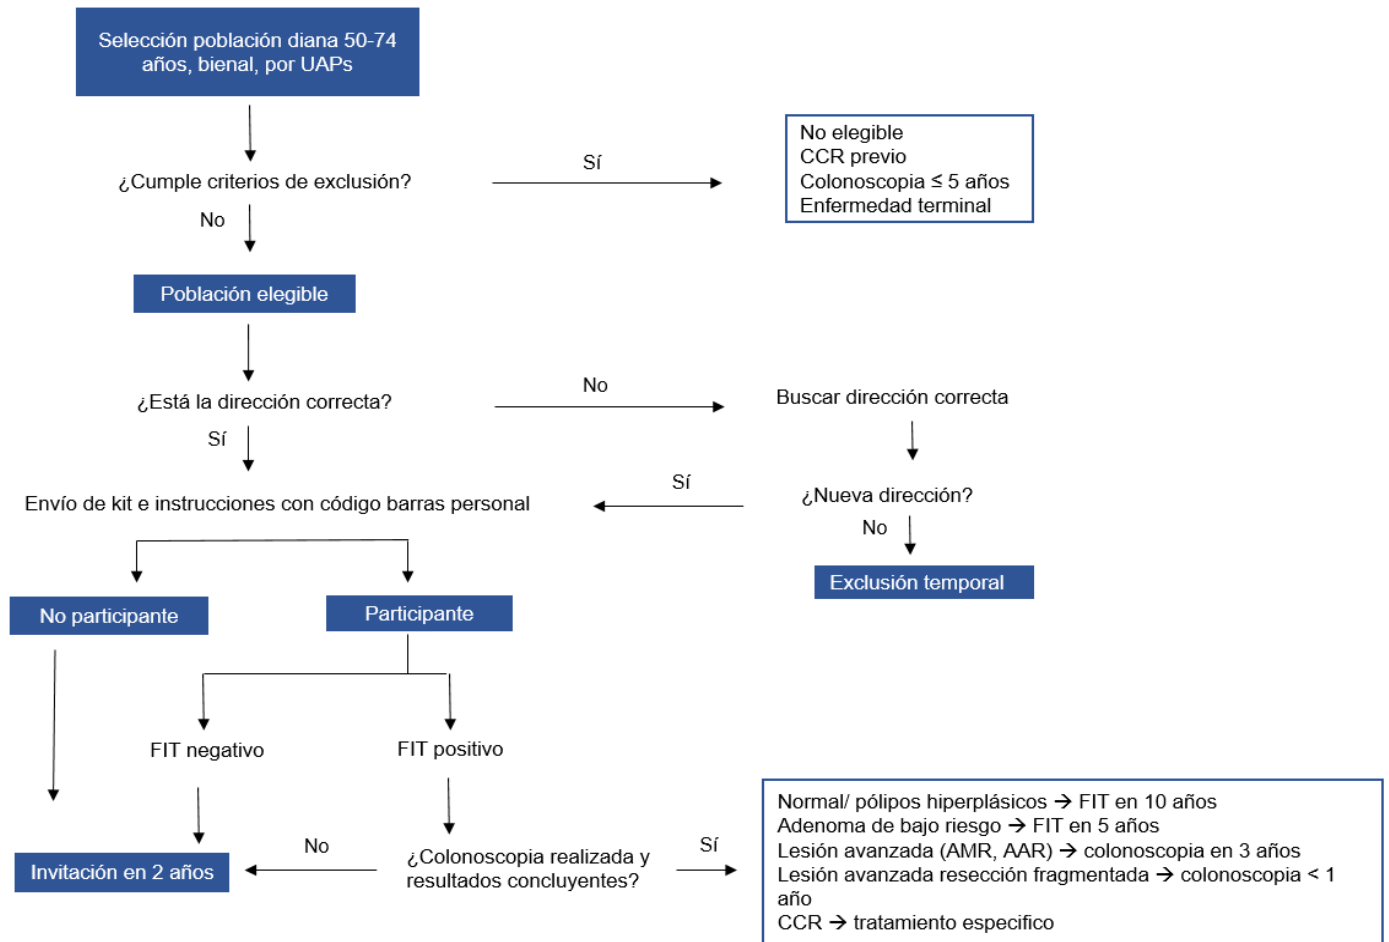 Selección población diana 50-74
años, bienal, por UAPs
¿Cumple criterios de exclusión?
Sí
No elegible
CCR previo
Colonoscopia ≤ 5 años
Enfermedad terminal
No
Población elegible
¿Está la dirección correcta?
No
Buscar dirección correcta
Sí
Envío de kit e instrucciones con código barras personal
Sí
¿Nueva dirección?
No
Exclusión temporal
No participante
Participante
FIT negativo
FIT positivo
Invitación en 2 años
No
¿Colonoscopia realizada y
resultados concluyentes?
Sí
Normal/ pólipos hiperplásicos → FIT en 10 años
Adenoma de bajo riesgo → FIT en 5 años
Lesión avanzada (AMR, AAR) → colonoscopia en 3 años
Lesión avanzada resección fragmentada → colonoscopia < 1
año
CCR → tratamiento especifico